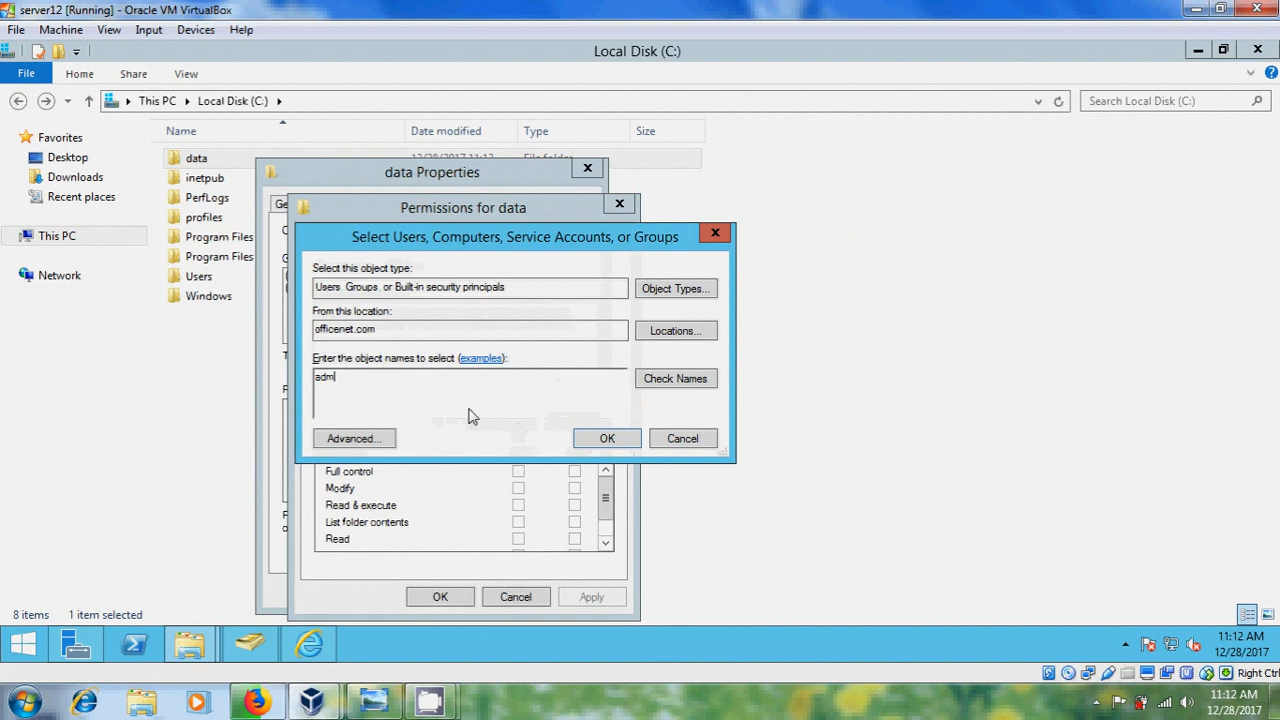 server12 [Running] - Oracle VM VirtualBox
File Machine View Input Devices Help
Local Disk (C:)
File Home Share View
This PC Local Disk (C:)
Search Local Disk (C:)
Favorites
Desktop
Downloads
Recent places
This PC
Network
Name Date modified Type Size
data
inetpub
PerfLogs
profiles
Program Files
Program Files
Users
Windows
data Properties
Permissions for data
Select Users, Computers, Service Accounts, or Groups
Select this object type:
Users Groups or Built-in security principals
Object Types...
From this location:
officenet.com
Locations...
Enter the object names to select (examples):
adm
Check Names
Advanced... OK Cancel
Full control
Modify
Read & execute
List folder contents
Read
OK Cancel Apply
8 items 1 item selected
11:12 AM
12/28/2017
Right Ctrl
11:12 AM
12/28/2017